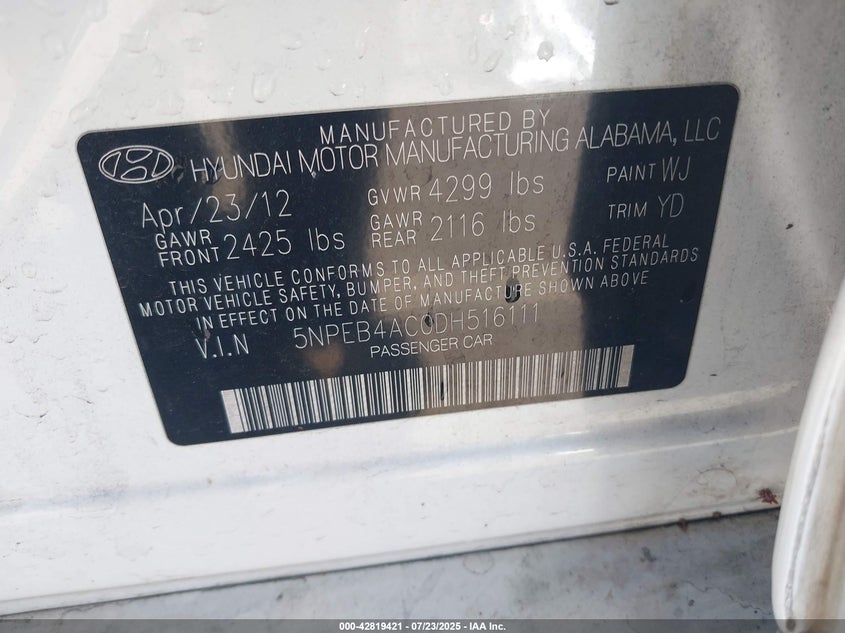 MANUFACTURED BY
HYUNDAI MOTOR MANUFACTURING ALABAMA, LLC
Apr/23/12 GVWR 4299 lbs PAINT WJ
GAWR FRONT 2425 lbs GAWR REAR 2116 lbs TRIM YD
THIS VEHICLE CONFORMS TO ALL APPLICABLE U.S.A. FEDERAL
MOTOR VEHICLE SAFETY, BUMPER, AND THEFT PREVENTION STANDARDS
IN EFFECT ON THE DATE OF MANUFACTURE SHOWN ABOVE
V.I.N 5NPEB4AC0DH516111
PASSENGER CAR
000-42819421 - 07/23/2025 - IAA Inc.